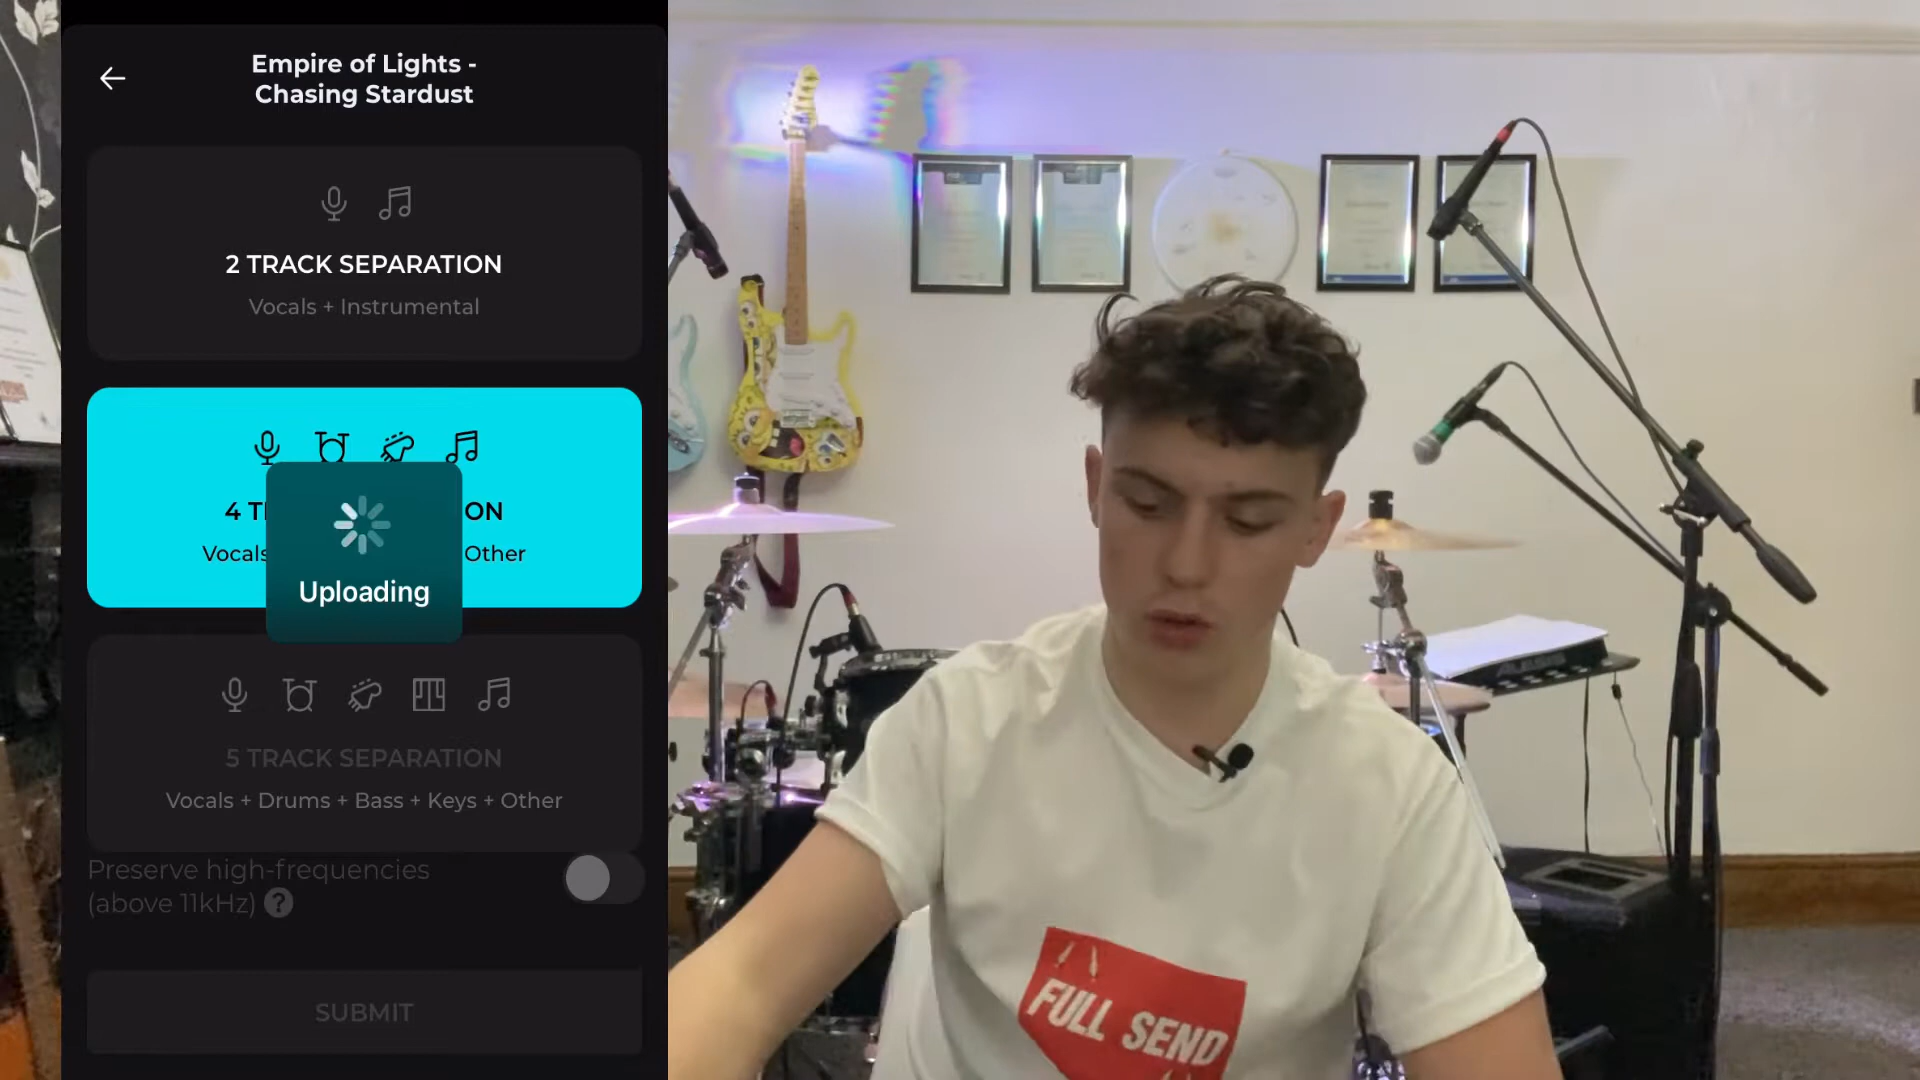 Empire of Lights -
Chasing Stardust
2 TRACK SEPARATION
Vocals + Instrumental
4 T ON
Vocals Other
Uploading
5 TRACK SEPARATION
Vocals + Drums + Bass + Keys + Other
Preserve high-frequencies
(above 11kHz) ?
SUBMIT
FULL SEND
ALESIS